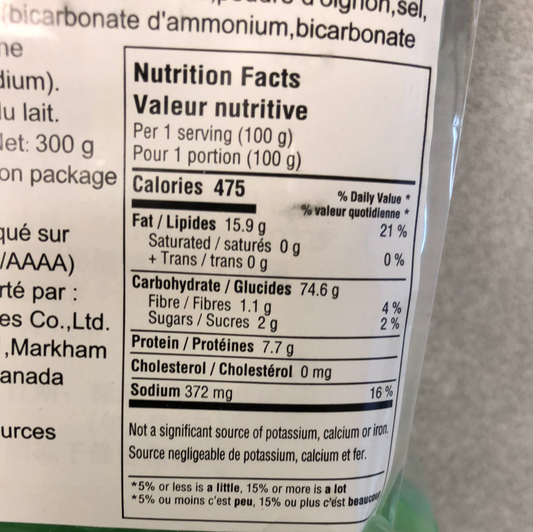 d'oignon,sel,
(bicarbonate d'ammonium,bicarbonate
dium).
lu lait.
Net: 300 g
on package
qué sur
/AAAA)
rté par :
es Co.,Ltd.
,Markham
anada
urces
Nutrition Facts
Valeur nutritive
Per 1 serving (100 g)
Pour 1 portion (100 g)
Calories 475
% Daily Value *
% valeur quotidienne *
Fat / Lipides 15.9 g 21 %
Saturated / saturés 0 g
+ Trans / trans 0 g 0 %
Carbohydrate / Glucides 74.6 g
Fibre / Fibres 1.1 g 4 %
Sugars / Sucres 2 g 2 %
Protein / Protéines 7.7 g
Cholesterol / Cholestérol 0 mg
Sodium 372 mg 16 %
Not a significant source of potassium, calcium or iron.
Source negligeable de potassium, calcium et fer.
*5% or less is a little, 15% or more is a lot
*5% ou moins c'est peu, 15% ou plus c'est beaucoup